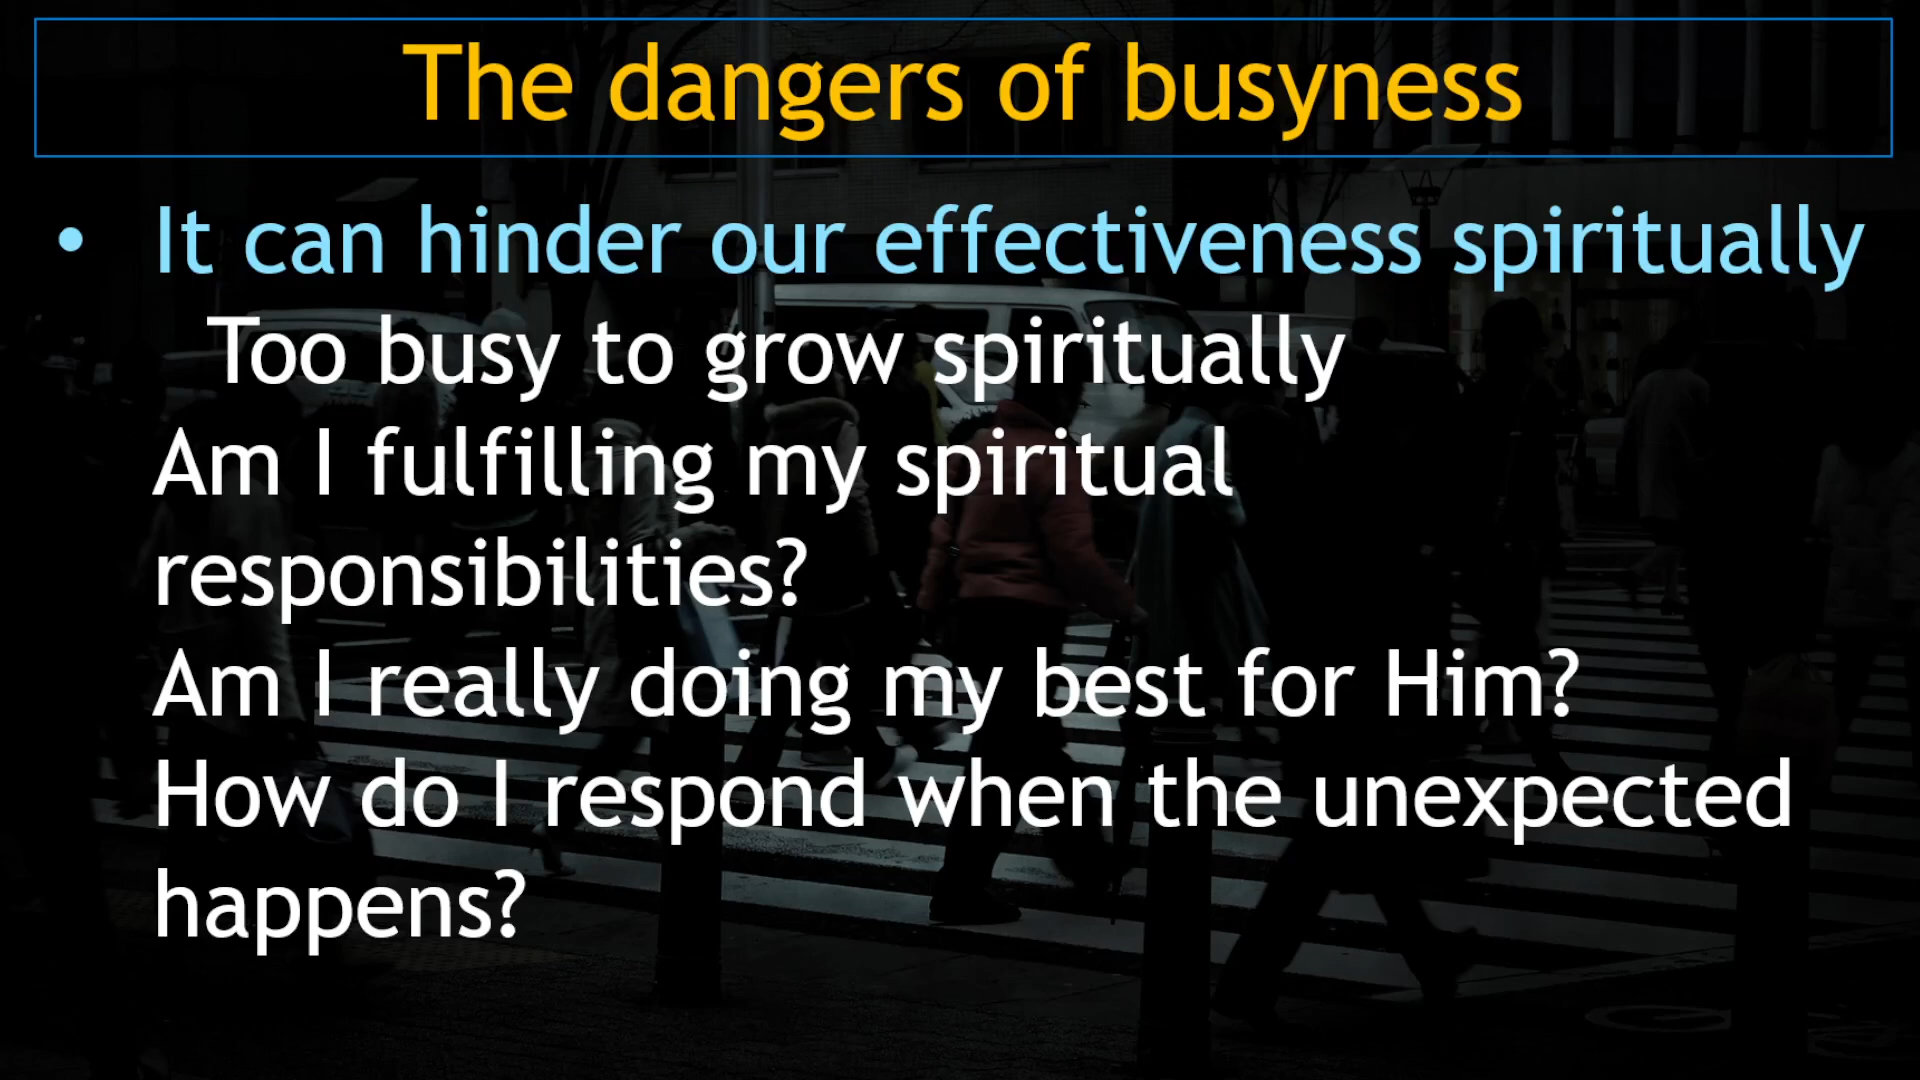 The dangers of busyness
• It can hinder our effectiveness spiritually
Too busy to grow spiritually
Am I fulfilling my spiritual
responsibilities?
Am I really doing my best for Him?
How do I respond when the unexpected
happens?